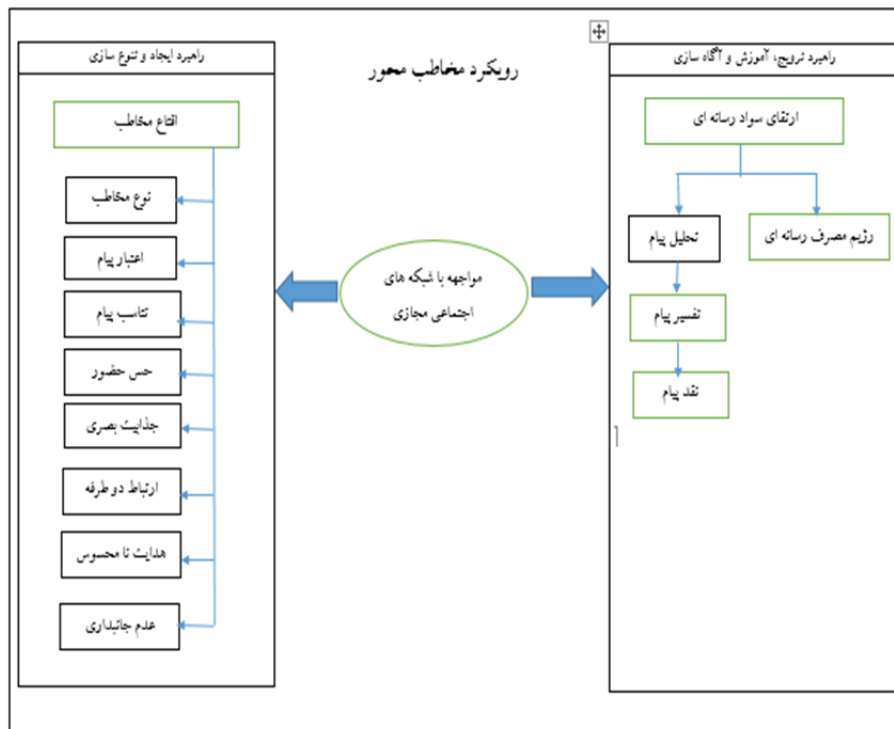 رویکرد مخاطب محور
راهبرد ترویج، آموزش و آگاه سازی
ارتقای سواد رسانه ای
رژیم مصرف رسانه ای
تحلیل پیام
تفسیر پیام
نقد پیام
مواجهه با شبکه های
اجتماعی مجازی
راهبرد ایجاد و تنوع سازی
اقناع مخاطب
نوع مخاطب
اعتبار پیام
تناسب پیام
حس حضور
جذابیت بصری
ارتباط دو طرفه
هدایت نا محسوس
عدم جانبداری